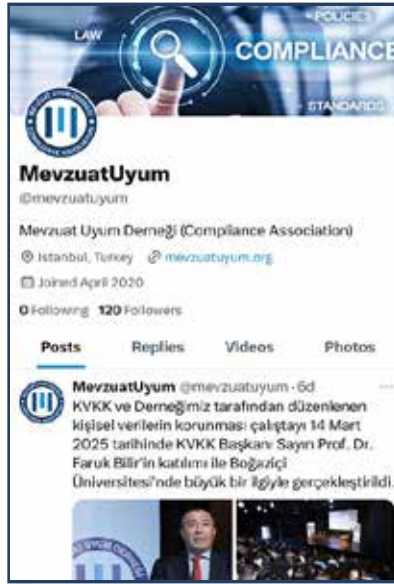 POLICIES
LAW
COMPLIANCE
STANDARDS
MevzuatUyum
@mevzuatuyum
Mevzuat Uyum Derneği (Compliance Association)
Istanbul, Turkey mevzuatuyum.org
Joined April 2020
0 Following 120 Followers
Posts Replies Videos Photos
MevzuatUyum @mevzuatuyum · 6d
KVKK ve Derneğimiz tarafından düzenlenen
kişisel verilerin korunması çalıştayı 14 Mart
2025 tarihinde KVKK Başkanı Sayın Prof. Dr.
Faruk Bilir'in katılımı ile Boğaziçi
Üniversitesi'nde büyük bir ilgiyle gerçekleştirildi.